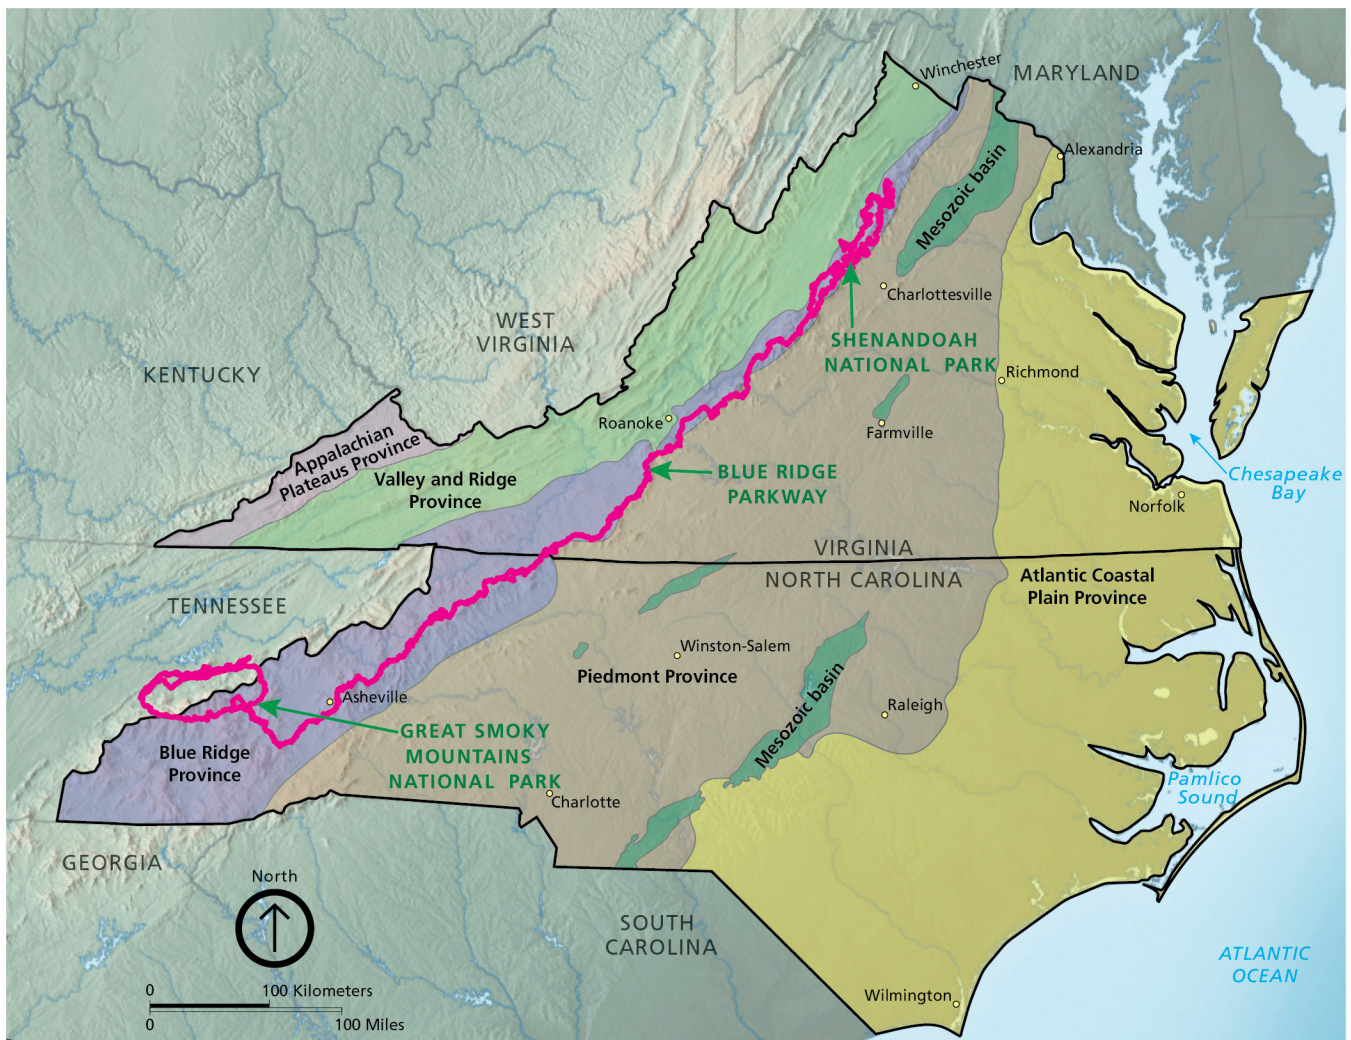 Winchester
MARYLAND
Alexandria
Mesozoic basin
Charlottesville
WEST
VIRGINIA
SHENANDOAH
NATIONAL PARK
KENTUCKY
Richmond
Appalachian
Plateaus Province
Roanoke
Farmville
Valley and Ridge
Province
BLUE RIDGE
PARKWAY
Chesapeake
Bay
Norfolk
VIRGINIA
NORTH CAROLINA
Atlantic Coastal
Plain Province
TENNESSEE
Winston-Salem
Piedmont Province
Mesozoic basin
Asheville
Raleigh
GREAT SMOKY
MOUNTAINS
NATIONAL PARK
Blue Ridge
Province
Pamlico
Sound
Charlotte
GEORGIA
North
SOUTH
CAROLINA
ATLANTIC
OCEAN
0
100 Kilometers
0
100 Miles
Wilmington